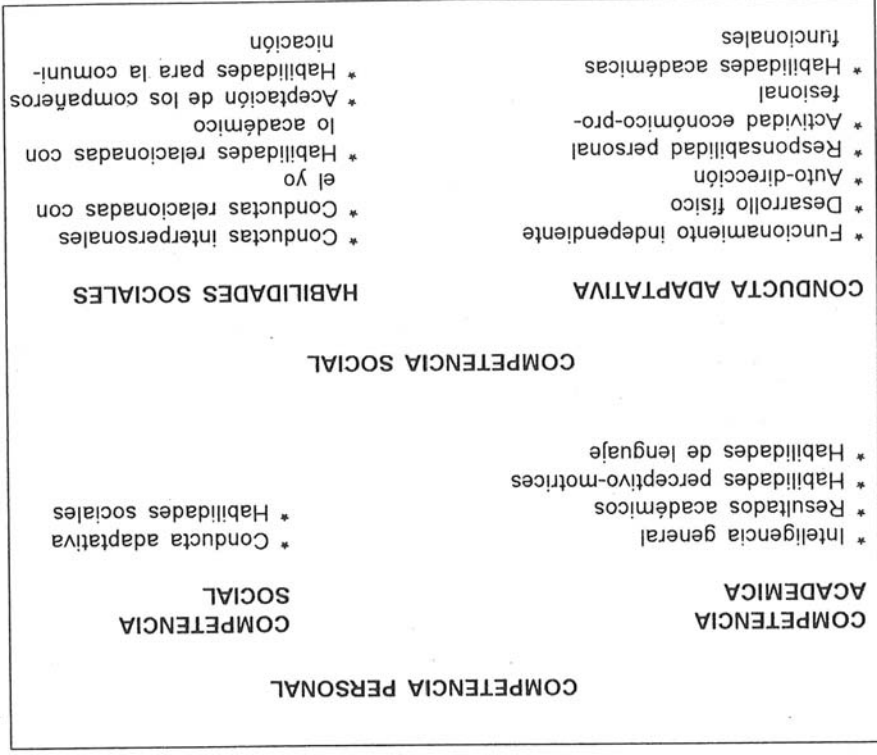 COMPETENCIA PERSONAL
COMPETENCIA
ACADEMICA
* Inteligencia general
* Resultados académicos
* Habilidades perceptivo-motrices
* Habilidades de lenguaje
COMPETENCIA
SOCIAL
* Conducta adaptativa
* Habilidades sociales
COMPETENCIA SOCIAL
CONDUCTA ADAPTATIVA
* Funcionamiento independiente
* Desarrollo físico
* Auto-dirección
* Responsabilidad personal
* Actividad económico-pro-
fesional
* Habilidades académicas
funcionales
HABILIDADES SOCIALES
* Conductas interpersonales
* Conductas relacionadas con
el yo
* Habilidades relacionadas con
lo académico
* Aceptación de los compañeros
* Habilidades para la comuni-
nicación